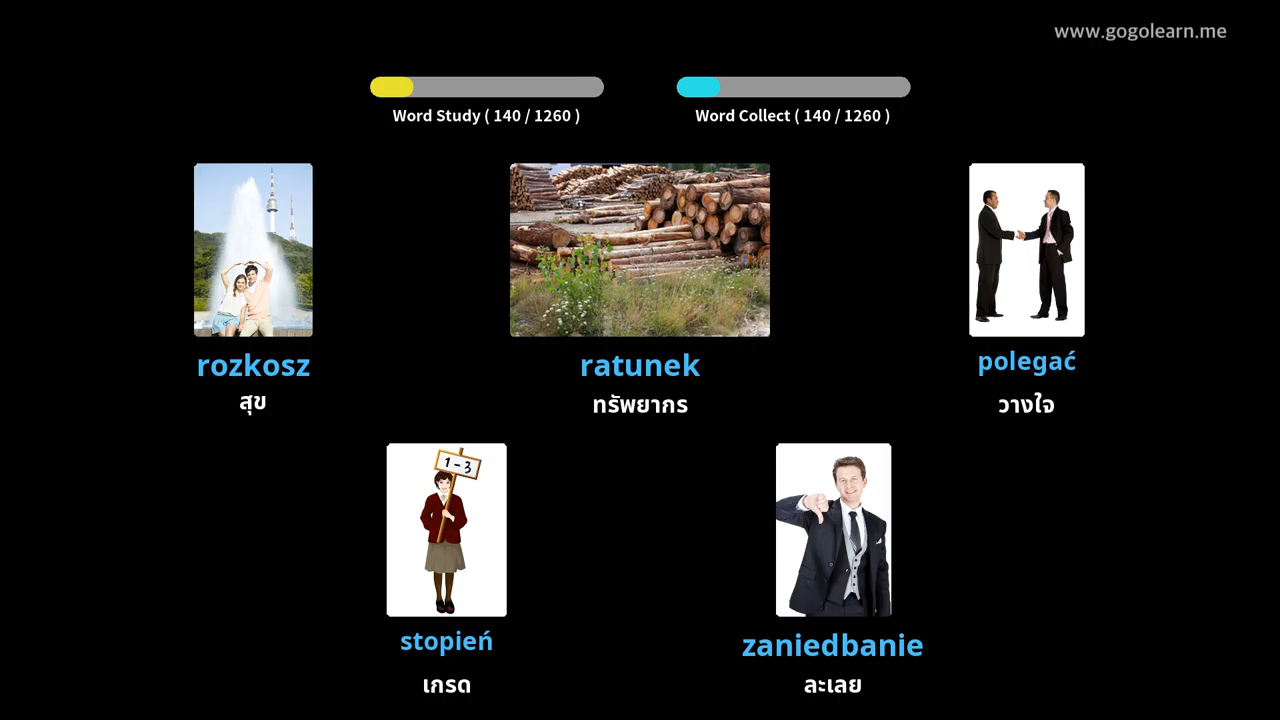 www.gogolearn.me
Word Study ( 140 / 1260 )
Word Collect ( 140 / 1260 )
rozkosz
สุข
ratunek
ทรัพยากร
polegać
วางใจ
1 - 3
stopień
เกรด
zaniedbanie
ละเลย